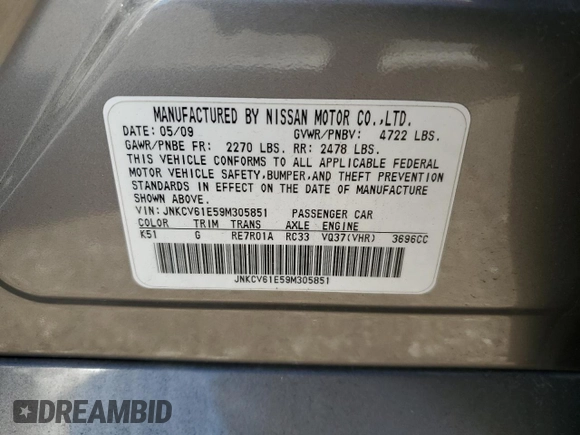 MANUFACTURED BY NISSAN MOTOR CO.,LTD.
DATE: 05/09 GVWR/PNBV: 4722 LBS.
GAWR/PNBE FR: 2270 LBS. RR: 2478 LBS.
THIS VEHICLE CONFORMS TO ALL APPLICABLE FEDERAL
MOTOR VEHICLE SAFETY,BUMPER,AND THEFT PREVENTION
STANDARDS IN EFFECT ON THE DATE OF MANUFACTURE
SHOWN ABOVE.
VIN: JNKCV61E59M305851 PASSENGER CAR
COLOR TRIM TRANS AXLE ENGINE
K51 G RE7R01A RC33 VQ37(VHR) 3696CC
JNKCV61E59M305851
DREAMBID